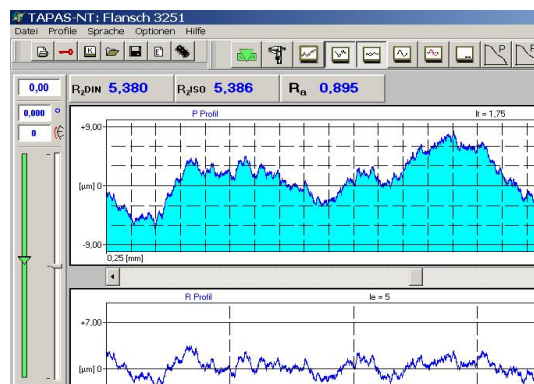 TAPAS-NT: Flansch 3251
Datei Profile Sprache Optionen Hilfe
K E P P
0,00 RzDIN 5,380 RzISO 5,386 Ra 0,895
0,000 °
0
P Profil lt = 1,75
+9,00
[µm] 0
-9,00
0,25 [mm]
R Profil le = 5
+7,00
[µm] 0